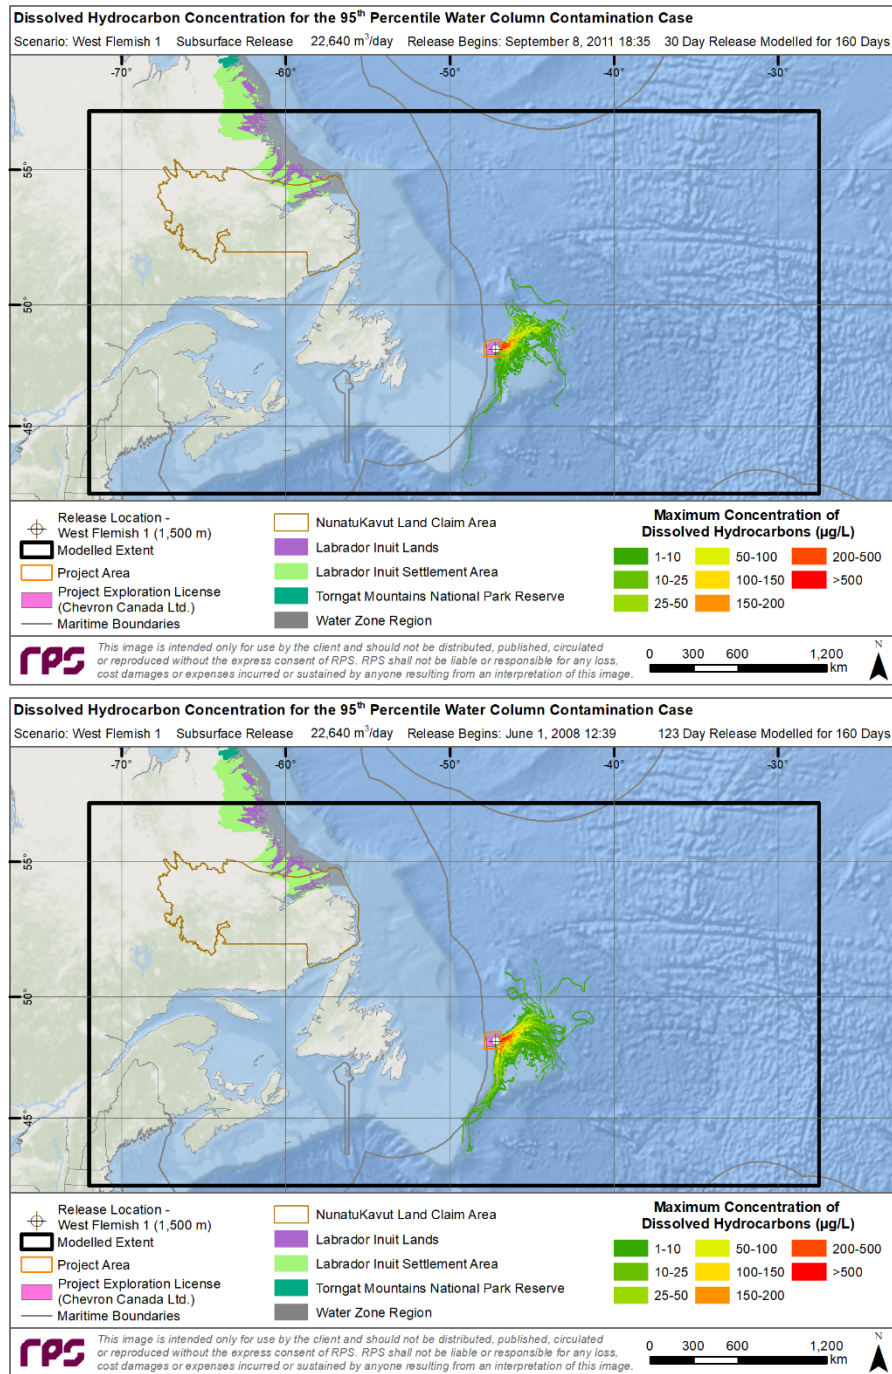 Dissolved Hydrocarbon Concentration for the 95th Percentile Water Column Contamination Case
Scenario: West Flemish 1 Subsurface Release 22,640 m³/day Release Begins: September 8, 2011 18:35 30 Day Release Modelled for 160 Days
-70° -60° -50° -40° -30°
55°
50°
45°
Release Location -
West Flemish 1 (1,500 m)
Modelled Extent
Project Area
Project Exploration License
(Chevron Canada Ltd.)
Maritime Boundaries
NunatuKavut Land Claim Area
Labrador Inuit Lands
Labrador Inuit Settlement Area
Torngat Mountains National Park Reserve
Water Zone Region
Maximum Concentration of
Dissolved Hydrocarbons (µg/L)
1-10 50-100 200-500
10-25 100-150 >500
25-50 150-200
rps
This image is intended only for use by the client and should not be distributed, published, circulated
or reproduced without the express consent of RPS. RPS shall not be liable or responsible for any loss,
cost damages or expenses incurred or sustained by anyone resulting from an interpretation of this image.
0 300 600 1,200
km
N
Dissolved Hydrocarbon Concentration for the 95th Percentile Water Column Contamination Case
Scenario: West Flemish 1 Subsurface Release 22,640 m³/day Release Begins: June 1, 2008 12:39 123 Day Release Modelled for 160 Days
-70° -60° -50° -40° -30°
55°
50°
45°
Release Location -
West Flemish 1 (1,500 m)
Modelled Extent
Project Area
Project Exploration License
(Chevron Canada Ltd.)
Maritime Boundaries
NunatuKavut Land Claim Area
Labrador Inuit Lands
Labrador Inuit Settlement Area
Torngat Mountains National Park Reserve
Water Zone Region
Maximum Concentration of
Dissolved Hydrocarbons (µg/L)
1-10 50-100 200-500
10-25 100-150 >500
25-50 150-200
rps
This image is intended only for use by the client and should not be distributed, published, circulated
or reproduced without the express consent of RPS. RPS shall not be liable or responsible for any loss,
cost damages or expenses incurred or sustained by anyone resulting from an interpretation of this image.
0 300 600 1,200
km
N